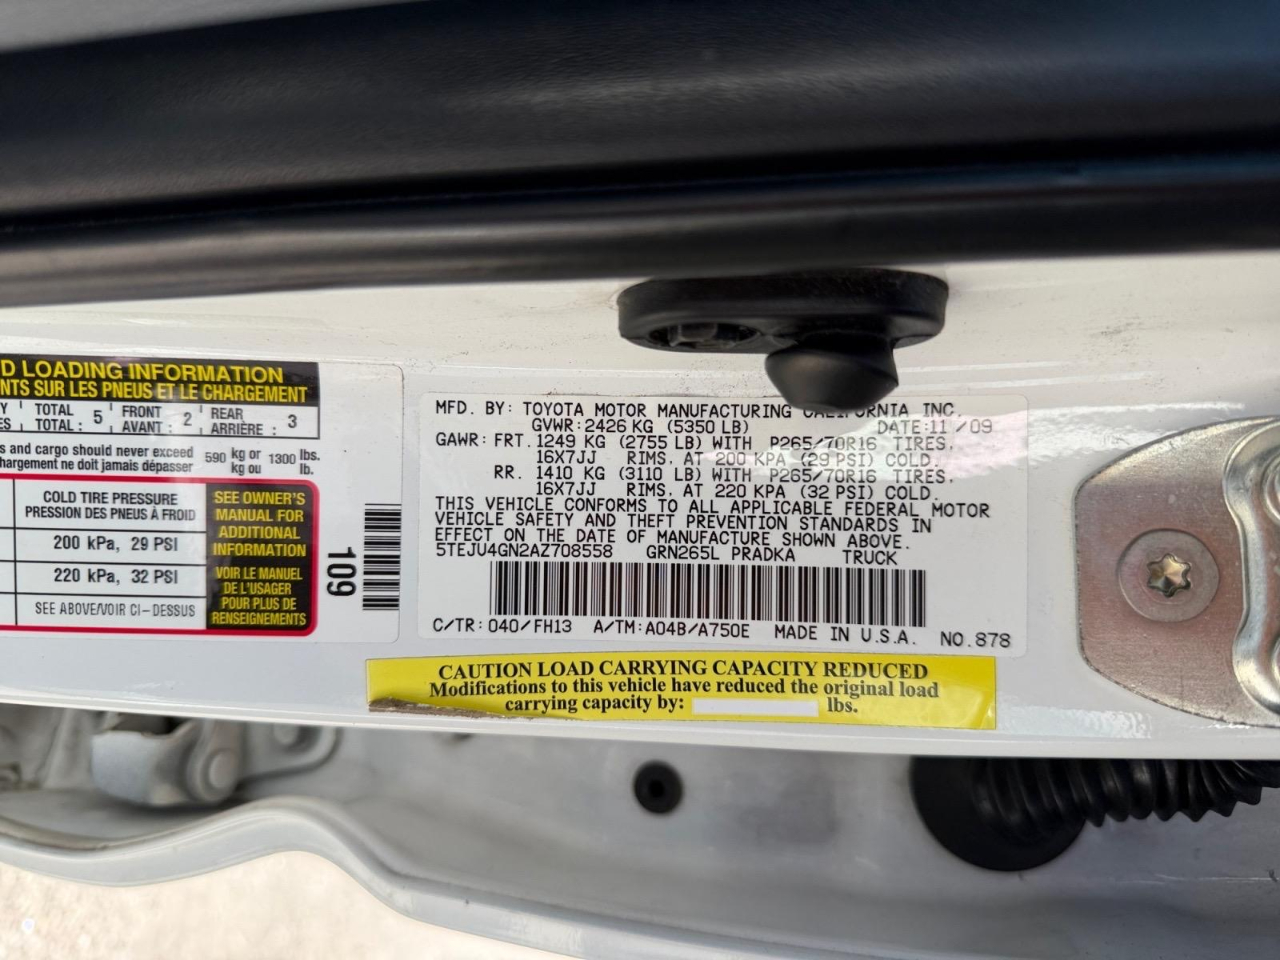 D LOADING INFORMATION
NTS SUR LES PNEUS ET LE CHARGEMENT
Y TOTAL 5 FRONT 2 REAR 3
ES TOTAL: AVANT: ARRIÈRE:
s and cargo should never exceed 590 kg or 1300 lbs.
hargement ne doit jamais dépasser kg ou lb.
COLD TIRE PRESSURE
PRESSION DES PNEUS À FROID
200 kPa, 29 PSI
220 kPa, 32 PSI
SEE ABOVE/VOIR CI-DESSUS
SEE OWNER'S
MANUAL FOR
ADDITIONAL
INFORMATION
VOIR LE MANUEL
DE L'USAGER
POUR PLUS DE
RENSEIGNEMENTS
109
MFD. BY: TOYOTA MOTOR MANUFACTURING CALIFORNIA INC.
GVWR: 2426 KG (5350 LB) DATE: 11/09
GAWR: FRT. 1249 KG (2755 LB) WITH P265/70R16 TIRES.
16X7JJ RIMS. AT 200 KPA (29 PSI) COLD.
RR. 1410 KG (3110 LB) WITH P265/70R16 TIRES.
16X7JJ RIMS. AT 220 KPA (32 PSI) COLD.
THIS VEHICLE CONFORMS TO ALL APPLICABLE FEDERAL MOTOR
VEHICLE SAFETY AND THEFT PREVENTION STANDARDS IN
EFFECT ON THE DATE OF MANUFACTURE SHOWN ABOVE.
5TEJU4GN2AZ708558 GRN265L PRADKA TRUCK
C/TR: 040/FH13 A/TM: A04B/A750E MADE IN U.S.A. NO. 878
CAUTION LOAD CARRYING CAPACITY REDUCED
Modifications to this vehicle have reduced the original load
carrying capacity by: lbs.